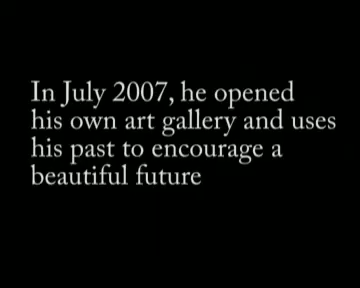 In July 2007, he opened
his own art gallery and uses
his past to encourage a
beautiful future